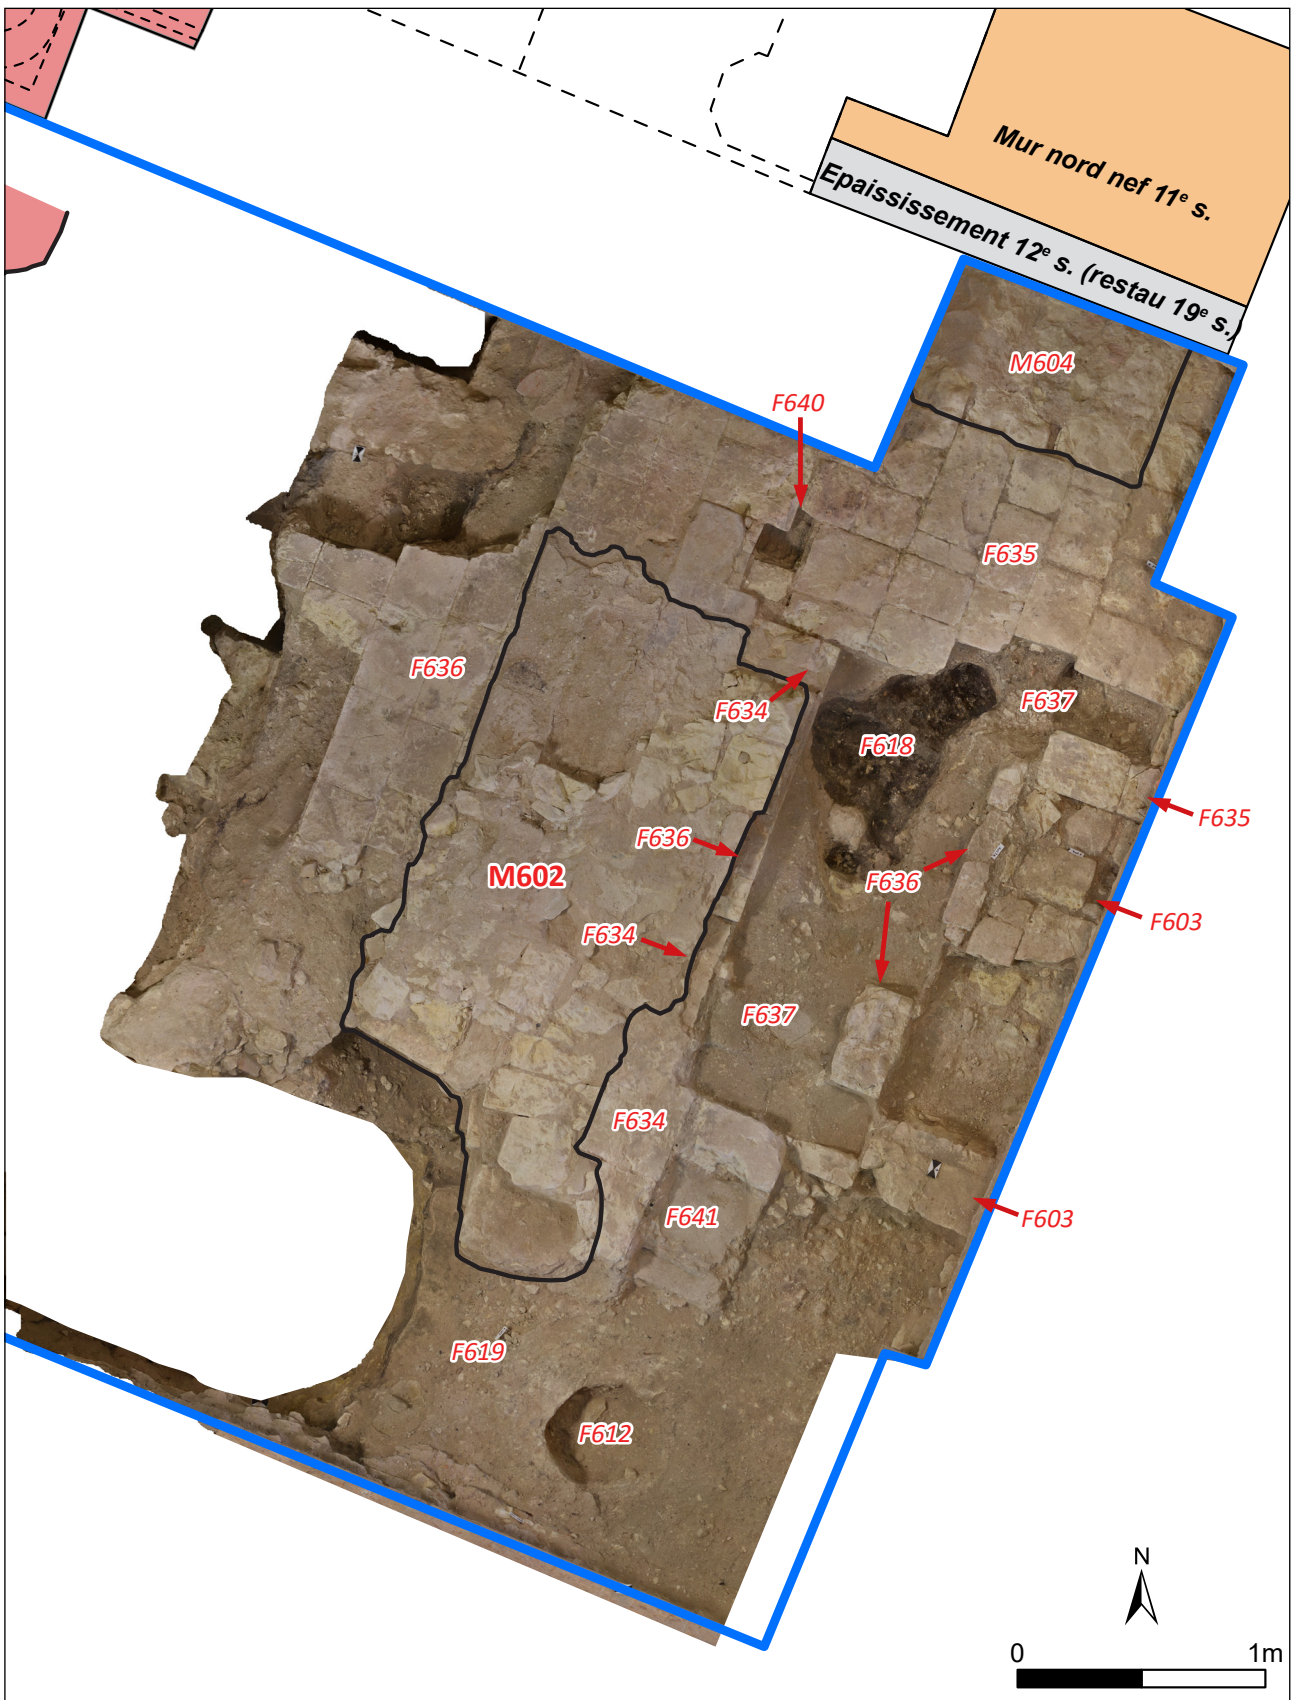 Mur nord nef 11e s.
Epaississement 12e s. (restau 19e s.)
M604
F640
F635
F636
F637
F634
F618
F635
F636
M602
F636
F603
F634
F637
F634
F641
F603
F619
F612
N
0 1m